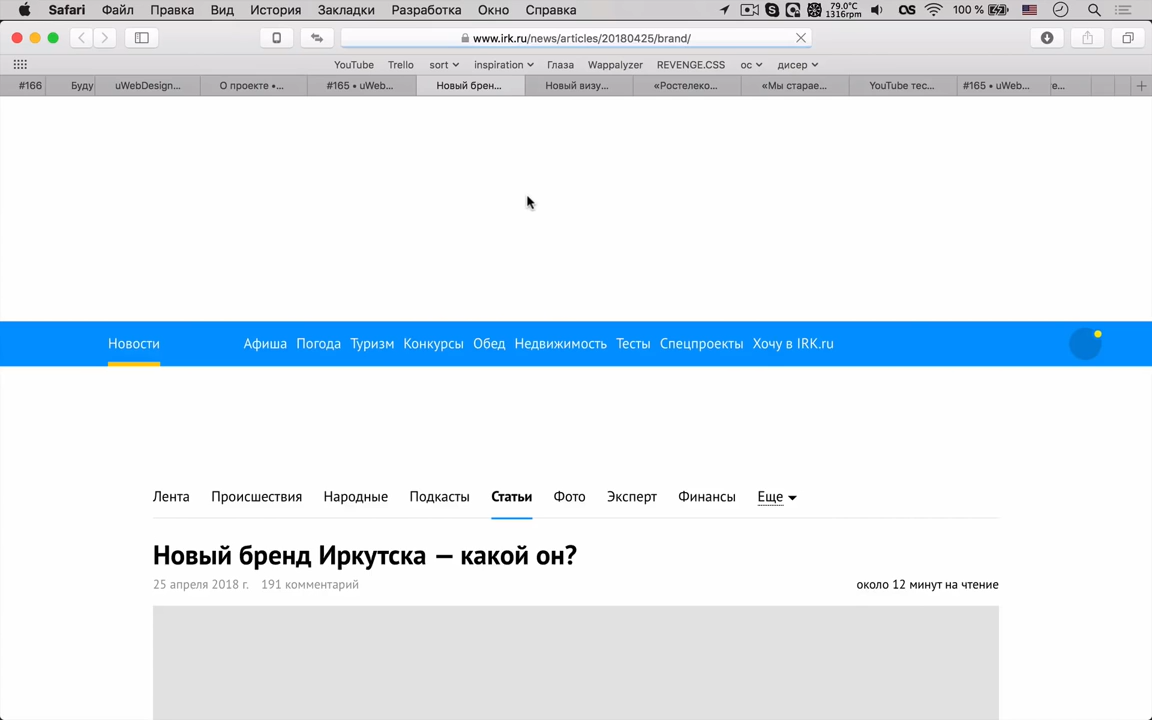 Safari Файл Правка Вид История Закладки Разработка Окно Справка 79.0°C 1316rpm 100 %
www.irk.ru/news/articles/20180425/brand/
YouTube Trello sort inspiration Глаза Wappalyzer REVENGE.CSS ос дисер
#166 Буду uWebDesign... О проекте •... #165 • uWeb... Новый брен... Новый визу... «Ростелеко... «Мы старае... YouTube тес... #165 • uWeb... е...
Новости Афиша Погода Туризм Конкурсы Обед Недвижимость Тесты Спецпроекты Хочу в IRK.ru
Лента Происшествия Народные Подкасты Статьи Фото Эксперт Финансы Еще
Новый бренд Иркутска — какой он?
25 апреля 2018 г. 191 комментарий около 12 минут на чтение